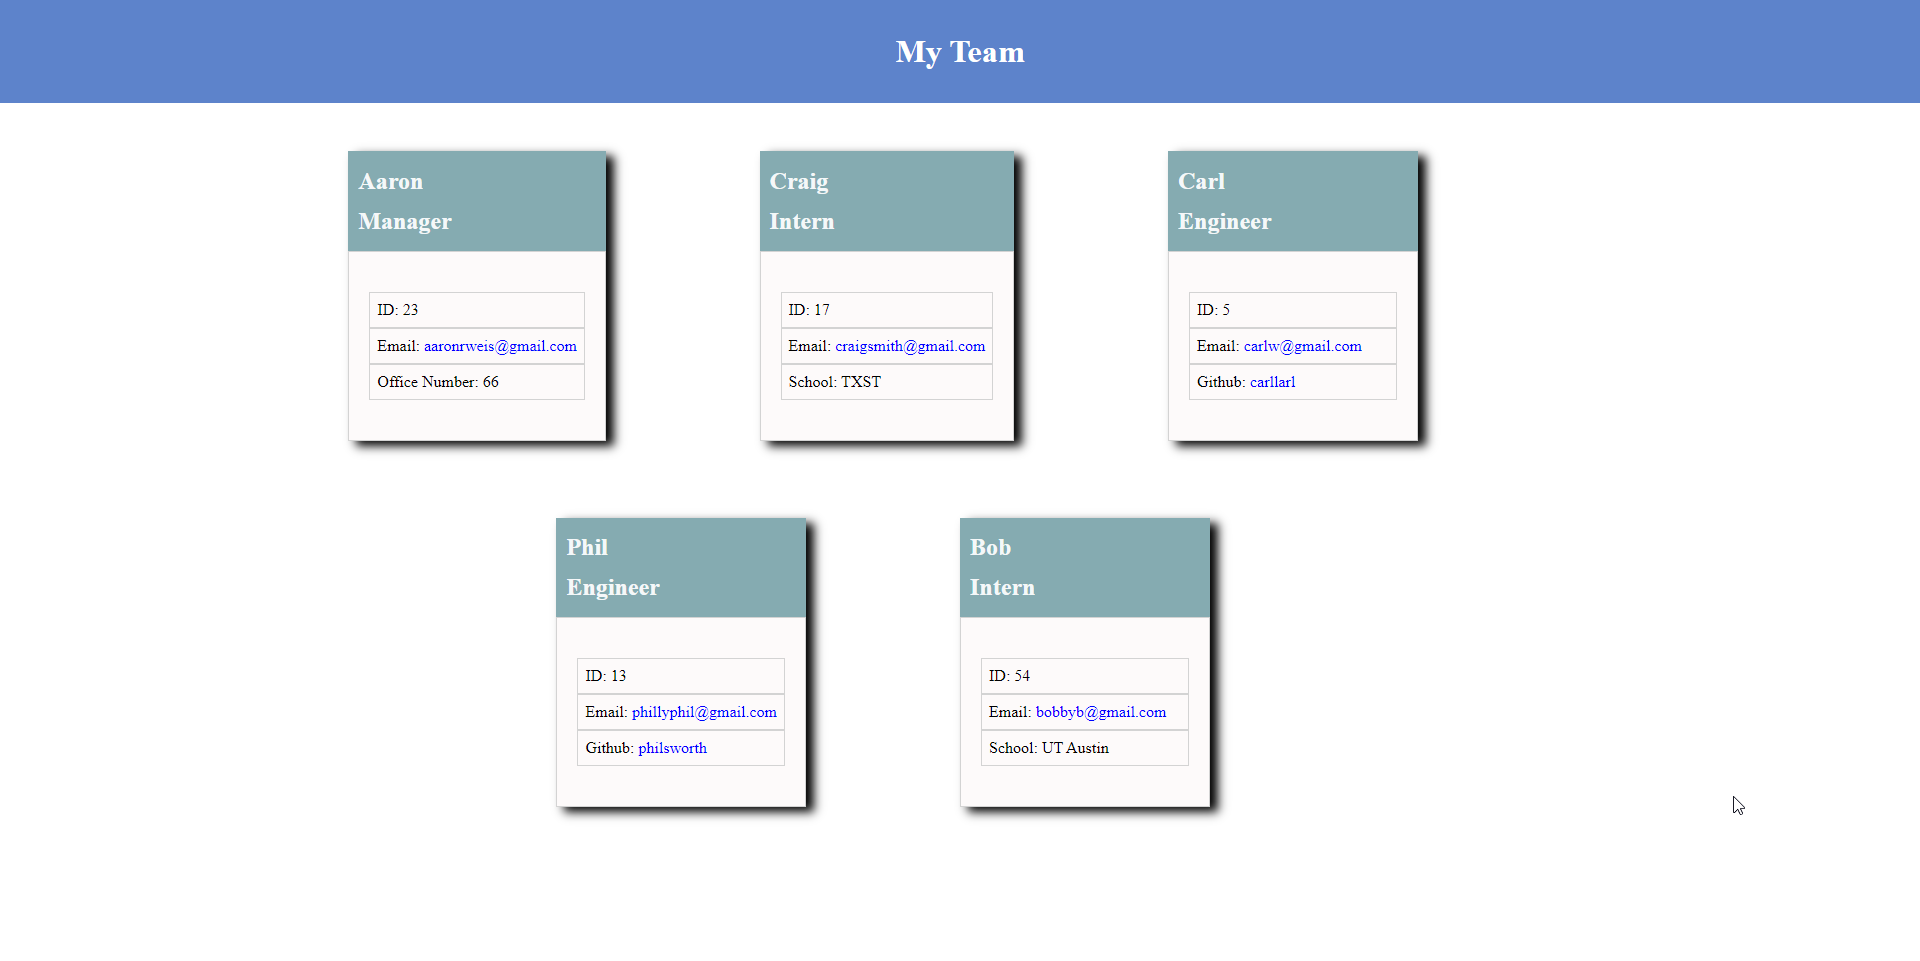 My Team
Aaron
Manager
ID: 23
Email: aaronrweis@gmail.com
Office Number: 66
Craig
Intern
ID: 17
Email: craigsmith@gmail.com
School: TXST
Carl
Engineer
ID: 5
Email: carlw@gmail.com
Github: carllarl
Phil
Engineer
ID: 13
Email: phillyphil@gmail.com
Github: philsworth
Bob
Intern
ID: 54
Email: bobbyb@gmail.com
School: UT Austin